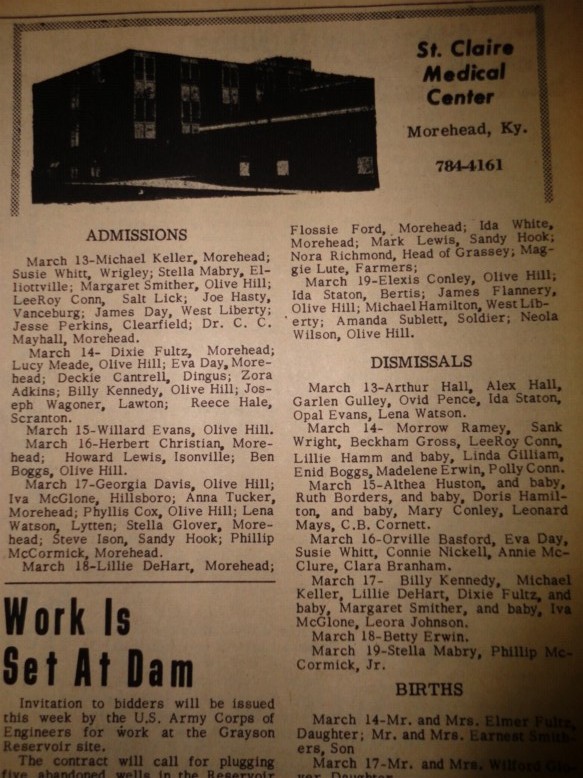 St. Claire
Medical
Center
Morehead, Ky.
784-4161
ADMISSIONS
March 13-Michael Keller, Morehead;
Susie Whitt, Wrigley; Stella Mabry, El-
liottville; Margaret Smither, Olive Hill;
LeeRoy Conn, Salt Lick; Joe Hasty,
Vanceburg; James Day, West Liberty;
Jesse Perkins, Clearfield; Dr. C. C.
Mayhall, Morehead.
March 14- Dixie Fultz, Morehead;
Lucy Meade, Olive Hill; Eva Day, More-
head; Deckie Cantrell, Dingus; Zora
Adkins; Billy Kennedy, Olive Hill; Jos-
eph Wagoner, Lawton; Reece Hale,
Scranton.
March 15-Willard Evans, Olive Hill.
March 16-Herbert Christian, More-
head; Howard Lewis, Isonville; Ben
Boggs, Olive Hill.
March 17-Georgia Davis, Olive Hill;
Iva McGlone, Hillsboro; Anna Tucker,
Morehead; Phyllis Cox, Olive Hill; Lena
Watson, Lytten; Stella Glover, More-
head; Steve Ison, Sandy Hook; Phillip
McCormick, Morehead.
March 18-Lillie DeHart, Morehead;
Flossie Ford, Morehead; Ida White,
Morehead; Mark Lewis, Sandy Hook;
Nora Richmond, Head of Grassey; Mag-
gie Lute, Farmers;
March 19-Elexis Conley, Olive Hill;
Ida Staton, Bertis; James Flannery,
Olive Hill; Michael Hamilton, West Lib-
erty; Amanda Sublett, Soldier; Neola
Wilson, Olive Hill.
DISMISSALS
March 13-Arthur Hall, Alex Hall,
Garlen Gulley, Ovid Pence, Ida Staton,
Opal Evans, Lena Watson.
March 14- Morrow Ramey, Sank
Wright, Beckham Gross, LeeRoy Conn,
Lillie Hamm and baby, Linda Gilliam,
Enid Boggs, Madelene Erwin, Polly Conn.
March 15-Althea Huston, and baby,
Ruth Borders, and baby, Doris Hamil-
ton, and baby, Mary Conley, Leonard
Mays, C.B. Cornett.
March 16-Orville Basford, Eva Day,
Susie Whitt, Connie Nickell, Annie Mc-
Clure, Clara Branham.
March 17- Billy Kennedy, Michael
Keller, Lillie DeHart, Dixie Fultz, and
baby, Margaret Smither, and baby, Iva
McGlone, Leora Johnson.
March 18-Betty Erwin.
March 19-Stella Mabry, Phillip Mc-
Cormick, Jr.
BIRTHS
March 14-Mr. and Mrs. Elmer Fultz,
Daughter; Mr. and Mrs. Earnest Smith-
ers, Son
March 17-Mr. and Mrs. Wilford Glo-
ver, Daughter
Work Is
Set At Dam
Invitation to bidders will be issued
this week by the U.S. Army Corps of
Engineers for work at the Grayson
Reservoir site.
The contract will call for plugging
five abandoned wells in the Reservoir